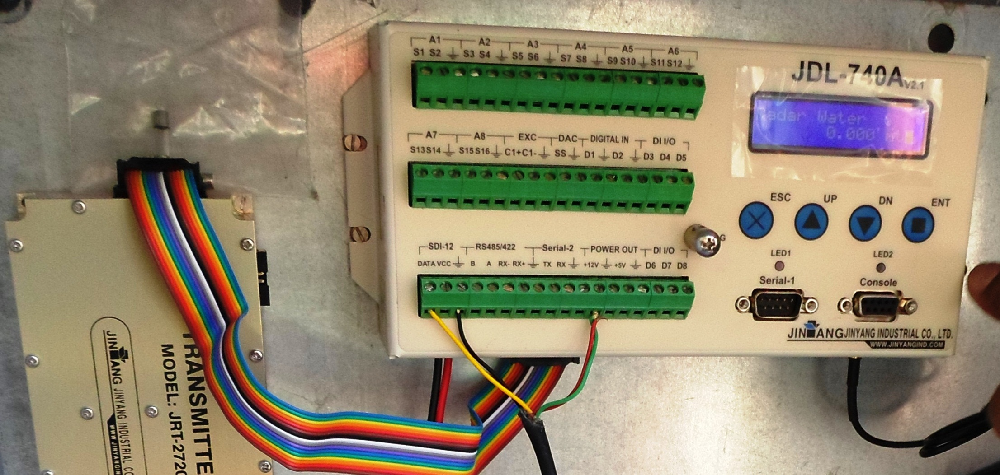 A1 A2 A3 A4 A5 A6
S1 S2 S3 S4 S5 S6 S7 S8 S9 S10 S11 S12
JDL-740A V2.1
Water
0.000
A7 A8 EXC DAC DIGITAL IN DI I/O
S13 S14 S15 S16 C1+ C1- SS D1 D2 D3 D4 D5
ESC UP DN ENT
SDI-12 RS485/422 Serial-2 POWER OUT DI I/O
DATA VCC B A RX- RX+ TX RX +12V +5V D6 D7 D8
G
LED1 LED2
Serial-1 Console
JINYANG JINYANG INDUSTRIAL CO., LTD.
WWW.JINYANGIND.COM
MODEL: JRT-2720
JINYANG JINYANG INDUSTRIAL